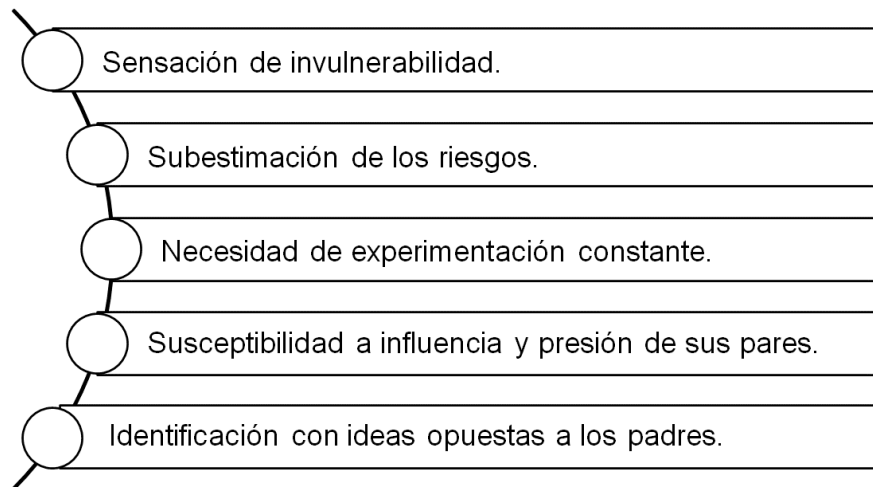 Sensación de invulnerabilidad.
Subestimación de los riesgos.
Necesidad de experimentación constante.
Susceptibilidad a influencia y presión de sus pares.
Identificación con ideas opuestas a los padres.